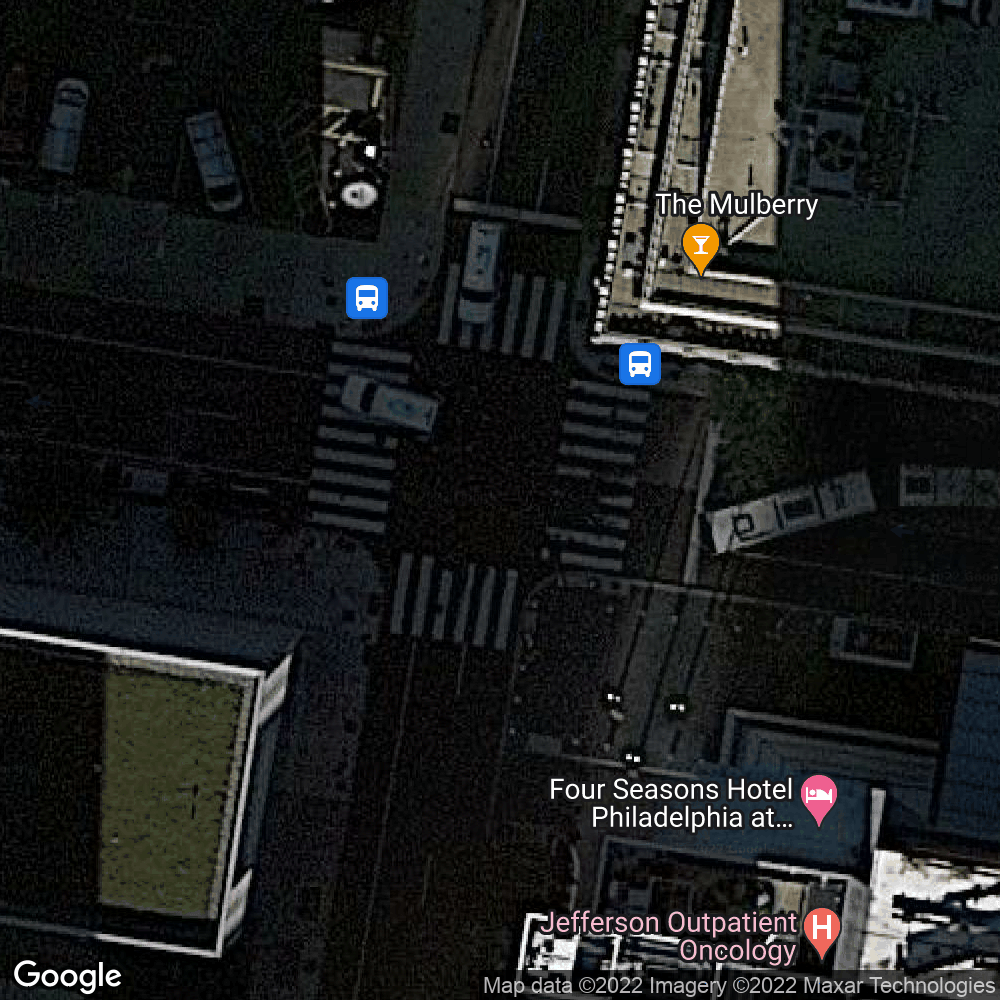 The Mulberry
Four Seasons Hotel
Philadelphia at...
Jefferson Outpatient
Oncology
H
Google
Map data ©2022 Imagery ©2022 Maxar Technologies